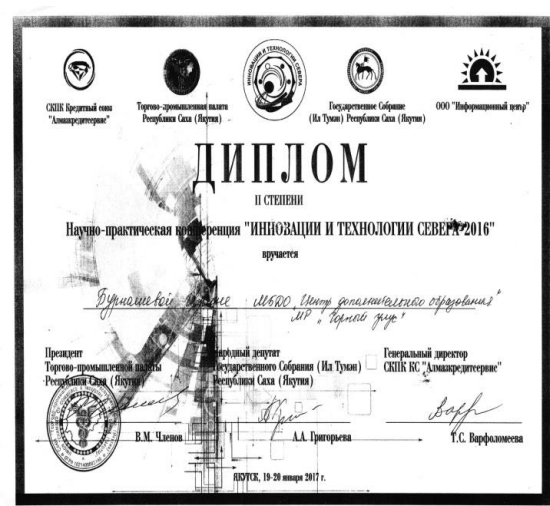 ИННОВАЦИИ И ТЕХНОЛОГИИ СЕВЕРА
СКПК Кредитный союз
"Алмазкредитсервис"
Торгово-промышленная палата
Республики Саха (Якутия)
Государственное Собрание
(Ил Тумэн) Республики Саха (Якутия)
ООО "Информационный центр"
ДИПЛОМ
II СТЕПЕНИ
Научно-практическая конференция "ИННОВАЦИИ И ТЕХНОЛОГИИ СЕВЕРА-2016"
вручается
Бурнашевой МБДО "Центр дополнительного образования"
МР "Горный улус"
Президент
Торгово-промышленной палаты
Республики Саха (Якутия)
Народный депутат
Государственного Собрания (Ил Тумэн)
Республики Саха (Якутия)
Генеральный директор
СКПК КС "Алмазкредитсервис"
В.М. Членов
А.А. Григорьева
Т.С. Варфоломеева
ЯКУТСК, 19-20 января 2017 г.